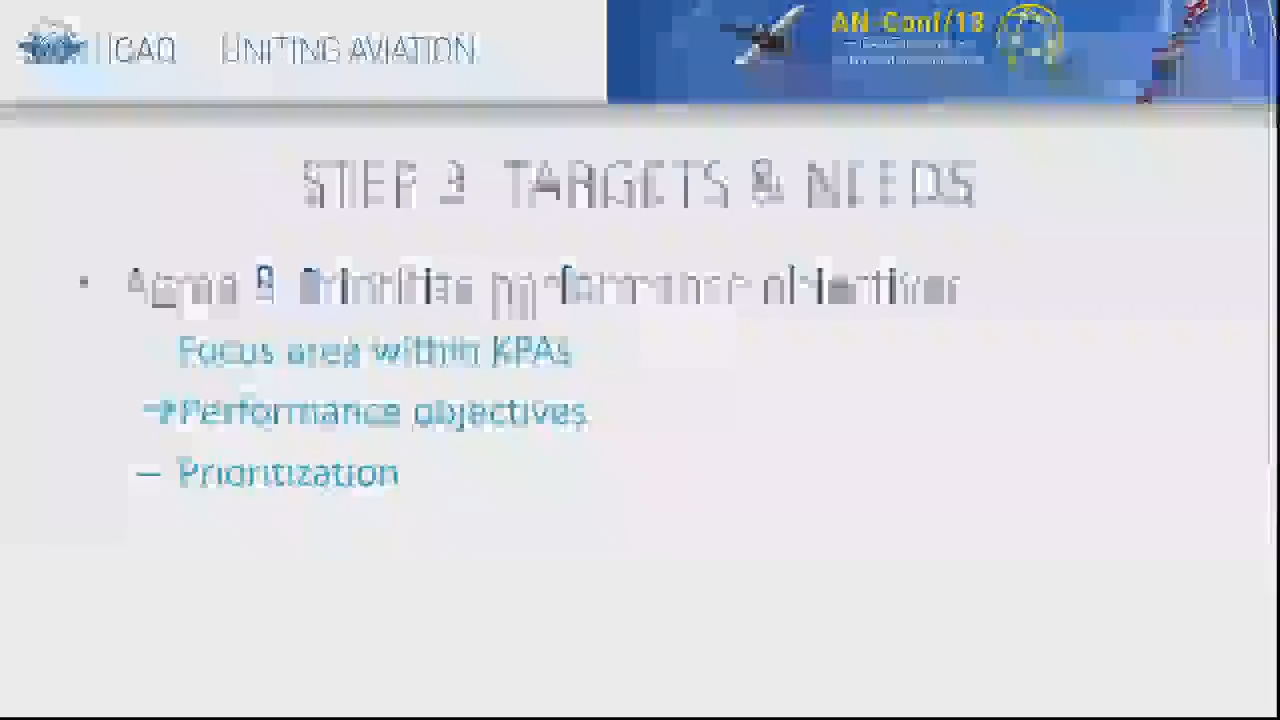 ICAO UNITING AVIATION
AN-Conf/13
STEP TARGETS & NEEDS
• Agree & Prioritize performance objectives
Focus area within KPAs
→Performance objectives
– Prioritization